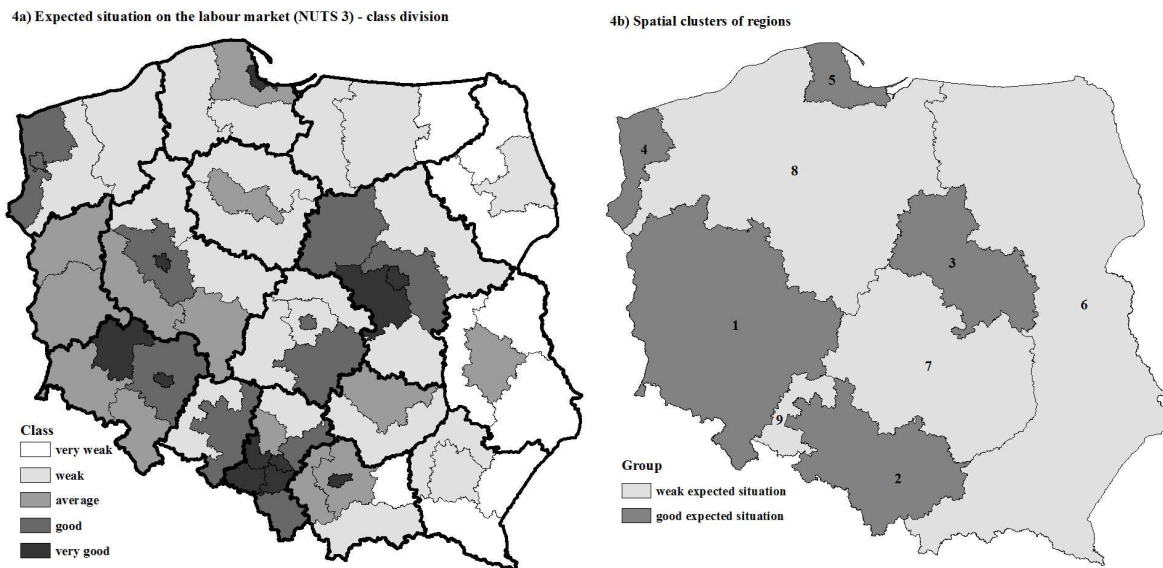 4a) Expected situation on the labour market (NUTS 3) - class division
Class
very weak
weak
average
good
very good
4b) Spatial clusters of regions
5
4
8
3
6
1
7
9
2
Group
weak expected situation
good expected situation